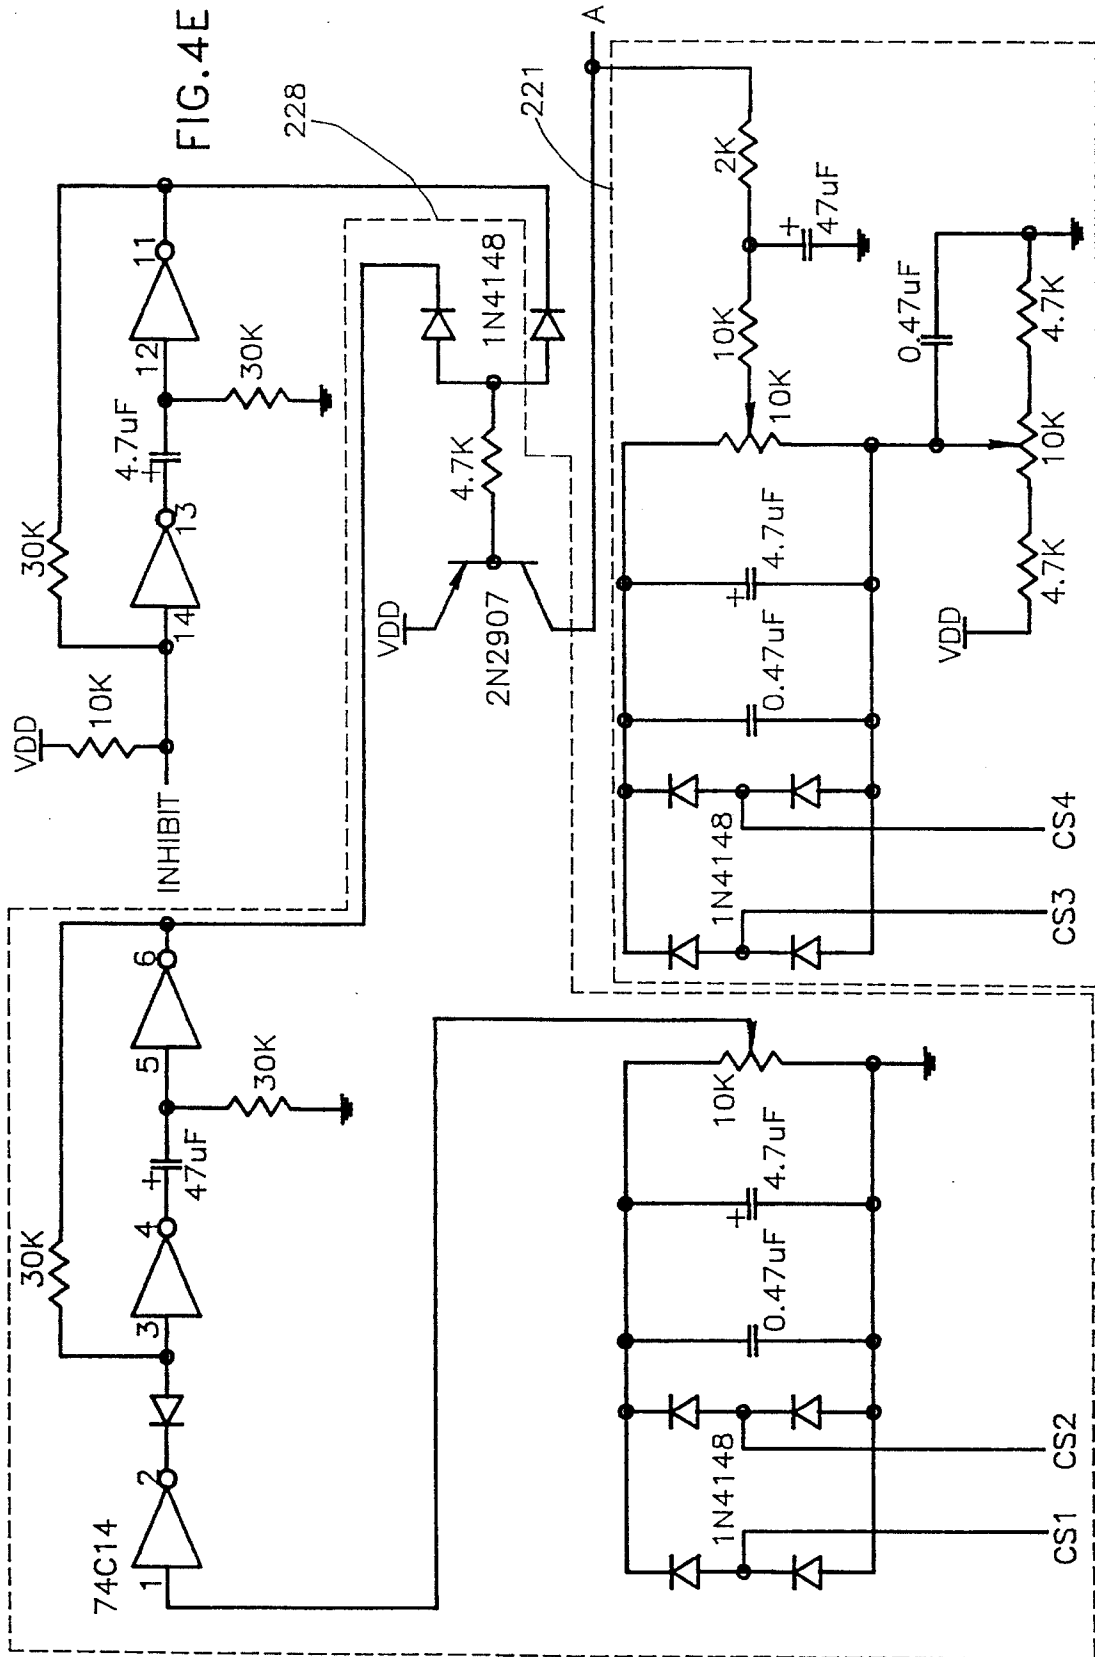 FIG.4E
VDD
10K
INHIBIT
30K
14
13
4.7uF
+
12
11
30K
228
74C14
1
2
30K
3
4
+
47uF
5
6
30K
VDD
2N2907
4.7K
1N4148
A
221
1N4148
CS1
CS2
0.47uF
+
4.7uF
10K
1N4148
CS3
CS4
0.47uF
+
4.7uF
10K
10K
+
47uF
2K
VDD
4.7K
10K
4.7K
0.47uF